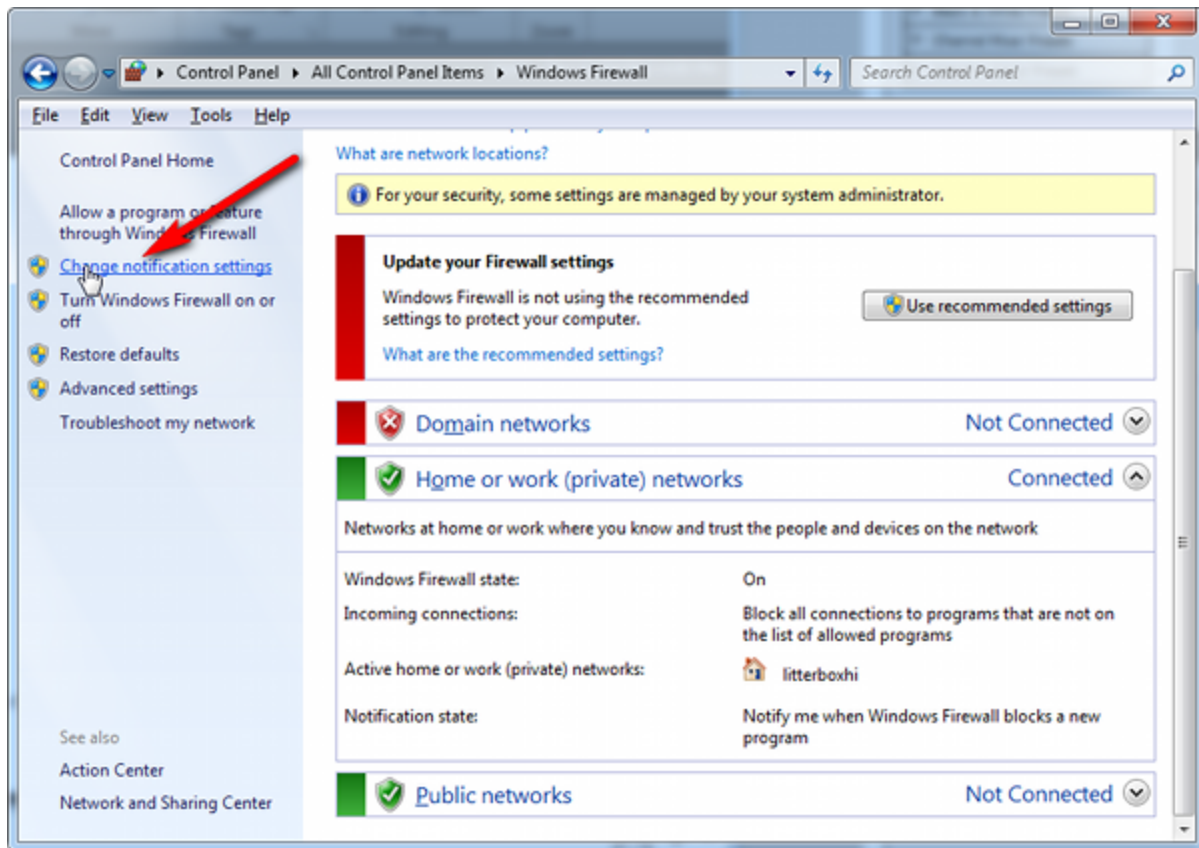 Control Panel ▸ All Control Panel Items ▸ Windows Firewall
Search Control Panel
File Edit View Tools Help
Control Panel Home
Allow a program or feature
through Windows Firewall
Change notification settings
Turn Windows Firewall on or
off
Restore defaults
Advanced settings
Troubleshoot my network
See also
Action Center
Network and Sharing Center
What are network locations?
For your security, some settings are managed by your system administrator.
Update your Firewall settings
Windows Firewall is not using the recommended
settings to protect your computer.
Use recommended settings
What are the recommended settings?
Domain networks Not Connected
Home or work (private) networks Connected
Networks at home or work where you know and trust the people and devices on the network
Windows Firewall state: On
Incoming connections: Block all connections to programs that are not on
the list of allowed programs
Active home or work (private) networks: litterboxhi
Notification state: Notify me when Windows Firewall blocks a new
program
Public networks Not Connected